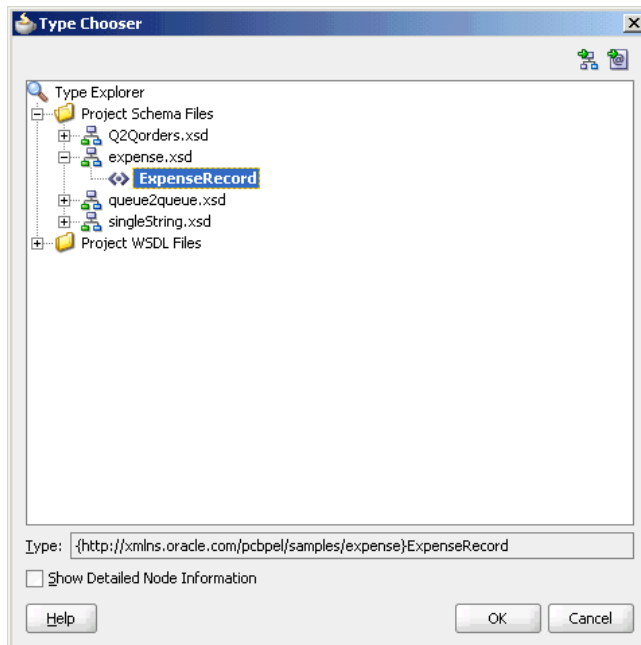 Type Chooser
Type Explorer
Project Schema Files
Q2Qorders.xsd
expense.xsd
ExpenseRecord
queue2queue.xsd
singleString.xsd
Project WSDL Files
Type: {http://xmlns.oracle.com/pcbpel/samples/expense}ExpenseRecord
Show Detailed Node Information
Help OK Cancel